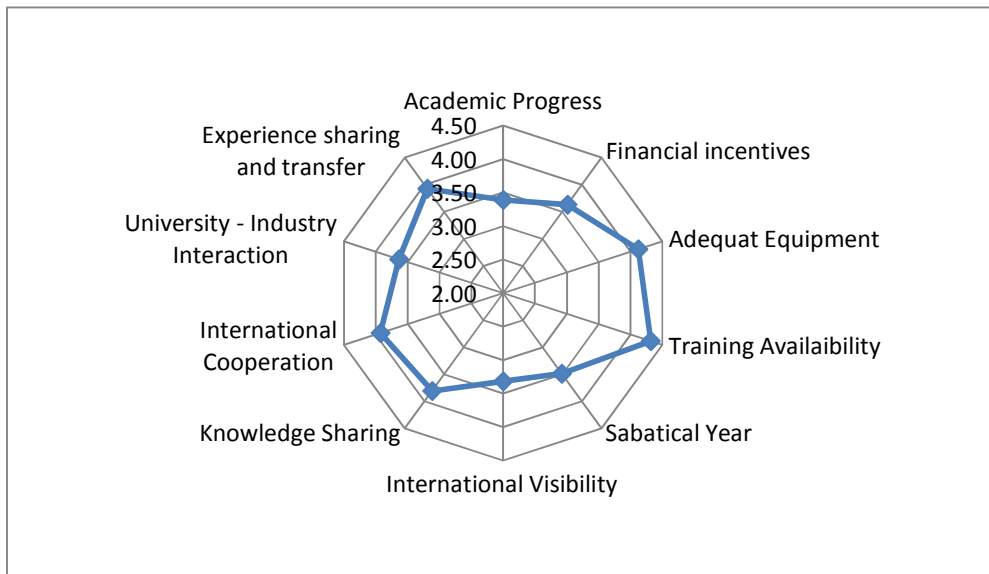 Academic Progress
4.50
4.00
3.50
3.00
2.50
2.00
Financial incentives
Adequat Equipment
Training Availaibility
Sabatical Year
International Visibility
Knowledge Sharing
International
Cooperation
University - Industry
Interaction
Experience sharing
and transfer